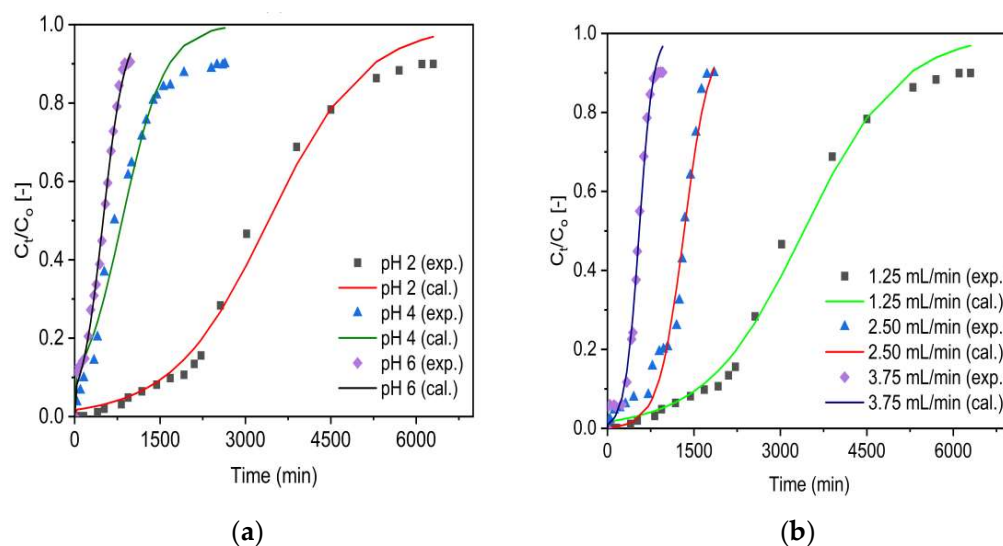 1.0
0.8
0.6
0.4
0.2
0.0
Ct/Co [-]
0
1500
3000
4500
6000
Time (min)
pH 2 (exp.)
pH 2 (cal.)
pH 4 (exp.)
pH 4 (cal.)
pH 6 (exp.)
pH 6 (cal.)
(a)
1.0
0.8
0.6
0.4
0.2
0.0
Ct/Co [-]
0
1500
3000
4500
6000
Time (min)
1.25 mL/min (exp.
1.25 mL/min (cal.)
2.50 mL/min (exp.
2.50 mL/min (cal.)
3.75 mL/min (exp.
3.75 mL/min (cal.)
(b)